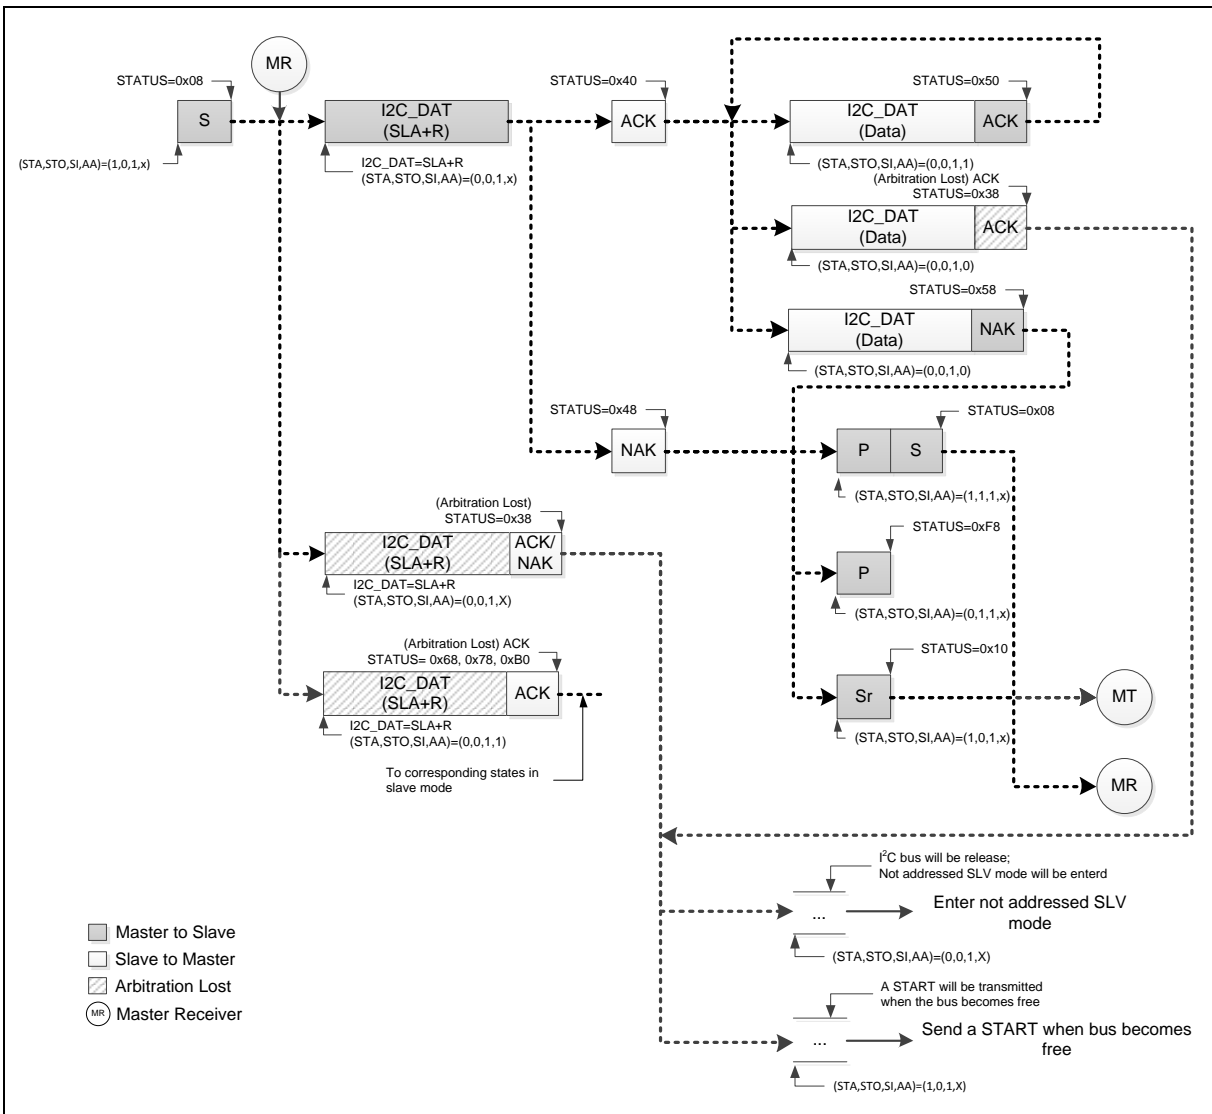 MR
STATUS=0x08
STATUS=0x40
STATUS=0x50
S
I2C_DAT
(SLA+R)
ACK
I2C_DAT
(Data)
ACK
(STA,STO,SI,AA)=(1,0,1,x)
I2C_DAT=SLA+R
(STA,STO,SI,AA)=(0,0,1,x)
(STA,STO,SI,AA)=(0,0,1,1)
(Arbitration Lost) ACK
STATUS=0x38
I2C_DAT
(Data)
ACK
(STA,STO,SI,AA)=(0,0,1,0)
STATUS=0x58
I2C_DAT
(Data)
NAK
(STA,STO,SI,AA)=(0,0,1,0)
STATUS=0x48
STATUS=0x08
NAK
P
S
(STA,STO,SI,AA)=(1,1,1,x)
(Arbitration Lost)
STATUS=0x38
I2C_DAT
(SLA+R)
ACK/
NAK
I2C_DAT=SLA+R
(STA,STO,SI,AA)=(0,0,1,X)
STATUS=0xF8
P
(STA,STO,SI,AA)=(0,1,1,x)
(Arbitration Lost) ACK
STATUS= 0x68, 0x78, 0xB0
I2C_DAT
(SLA+R)
ACK
I2C_DAT=SLA+R
(STA,STO,SI,AA)=(0,0,1,1)
STATUS=0x10
Sr
MT
(STA,STO,SI,AA)=(1,0,1,x)
To corresponding states in
slave mode
MR
I2C bus will be release;
Not addressed SLV mode will be enterd
...
Enter not addressed SLV
mode
(STA,STO,SI,AA)=(0,0,1,X)
A START will be transmitted
when the bus becomes free
...
Send a START when bus becomes
free
(STA,STO,SI,AA)=(1,0,1,X)
Master to Slave
Slave to Master
Arbitration Lost
MR
Master Receiver